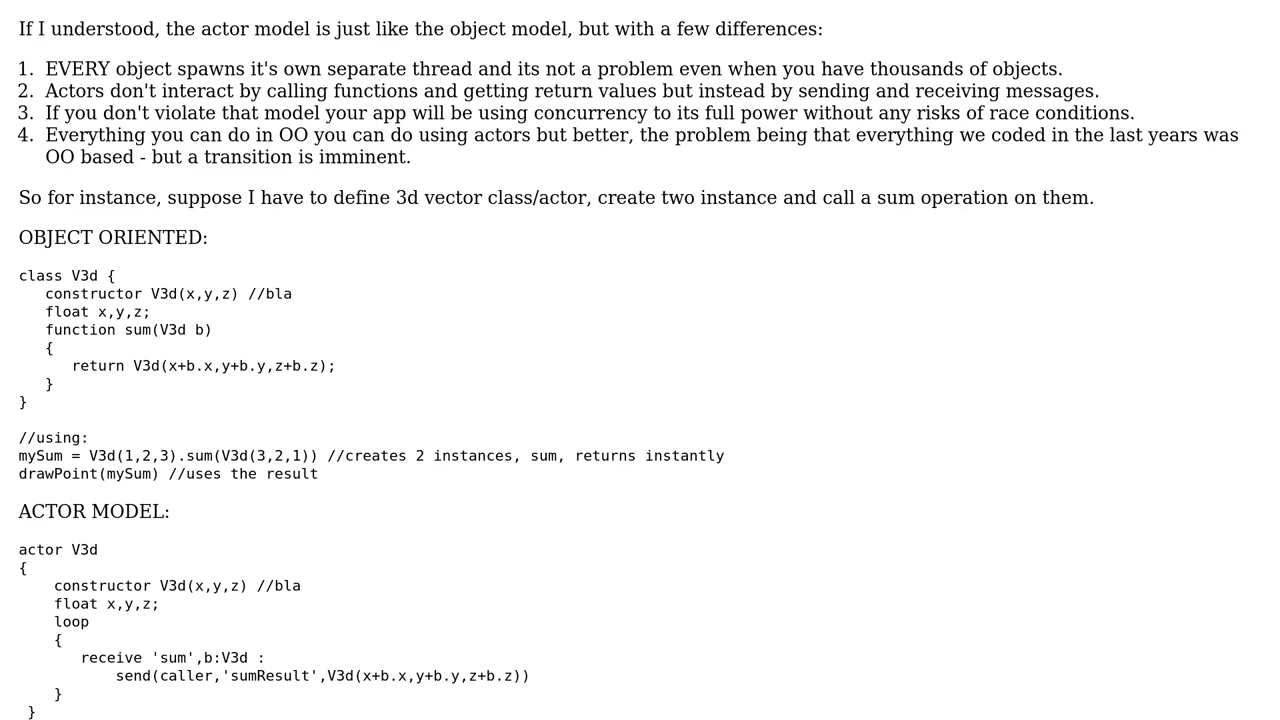 If I understood, the actor model is just like the object model, but with a few differences:
1. EVERY object spawns it's own separate thread and its not a problem even when you have thousands of objects.
2. Actors don't interact by calling functions and getting return values but instead by sending and receiving messages.
3. If you don't violate that model your app will be using concurrency to its full power without any risks of race conditions.
4. Everything you can do in OO you can do using actors but better, the problem being that everything we coded in the last years was
OO based - but a transition is imminent.
So for instance, suppose I have to define 3d vector class/actor, create two instance and call a sum operation on them.
OBJECT ORIENTED:
class V3d {
   constructor V3d(x,y,z) //bla
   float x,y,z;
   function sum(V3d b)
   {
      return V3d(x+b.x,y+b.y,z+b.z);
   }
}
//using:
mySum = V3d(1,2,3).sum(V3d(3,2,1)) //creates 2 instances, sum, returns instantly
drawPoint(mySum) //uses the result
ACTOR MODEL:
actor V3d
{
    constructor V3d(x,y,z) //bla
    float x,y,z;
    loop
    {
       receive 'sum',b:V3d :
           send(caller,'sumResult',V3d(x+b.x,y+b.y,z+b.z))
    }
 }